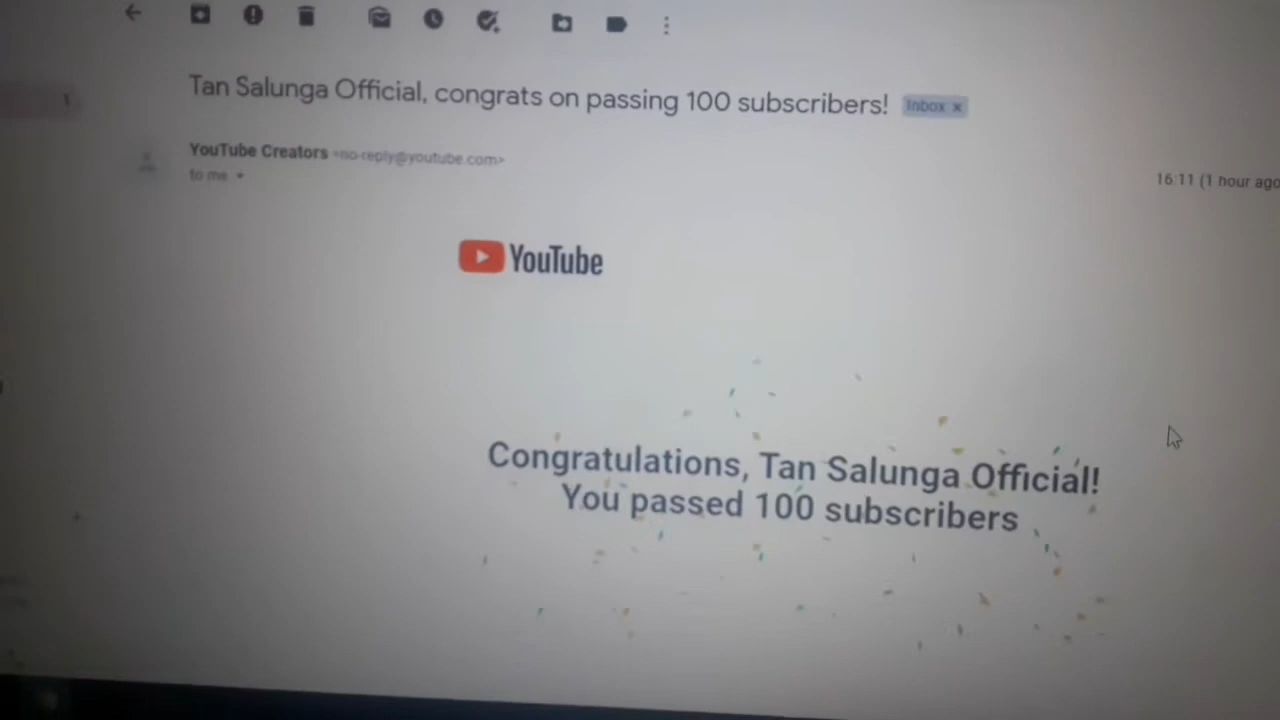 Tan Salunga Official, congrats on passing 100 subscribers! Inbox x
1
YouTube Creators <no-reply@youtube.com>
to me
16:11 (1 hour ago
YouTube
Congratulations, Tan Salunga Official!
You passed 100 subscribers